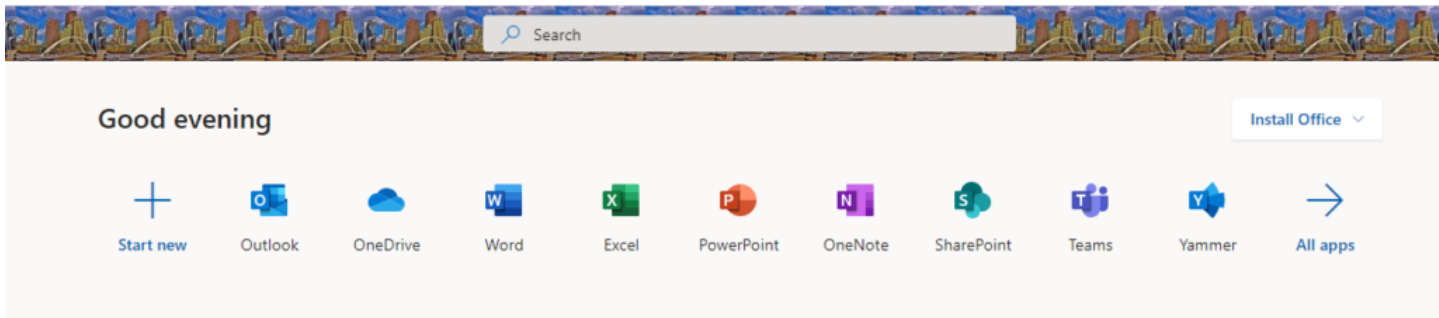 Search
Good evening
Install Office
O W X P N S T Y
Start new Outlook OneDrive Word Excel PowerPoint OneNote SharePoint Teams Yammer All apps